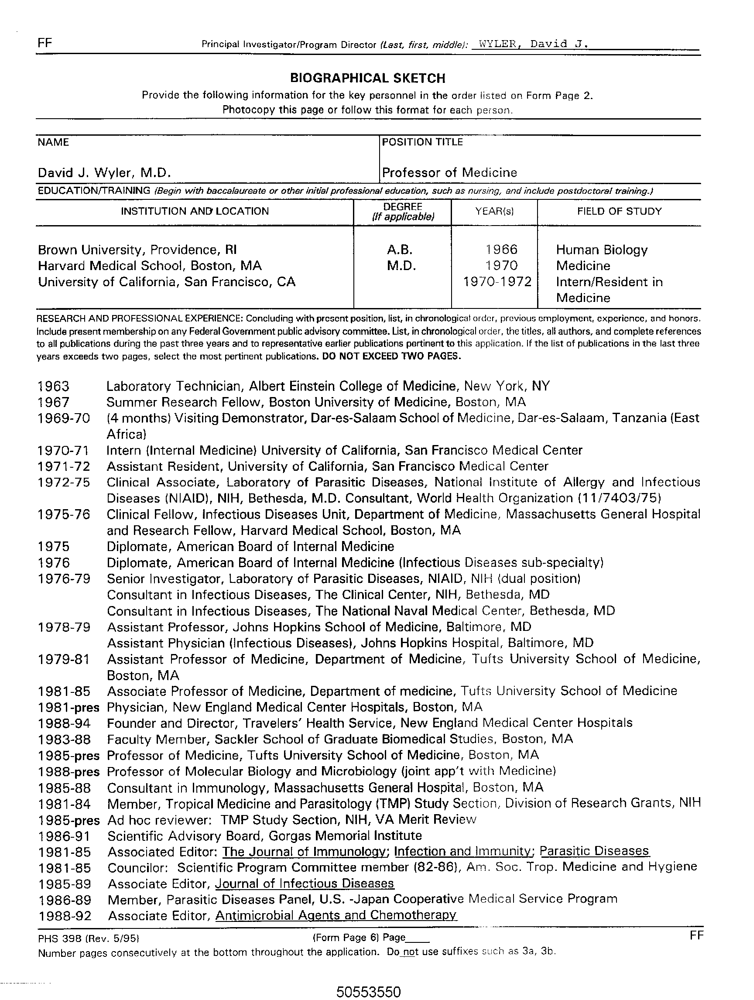 FF
Principal Investigator/Program Director (Last, first, middle): WYLER, David J.
BIOGRAPHICAL SKETCH
Provide the following information for the key personnel in the order listed on Form Page 2.
Photocopy this page or follow this format for each person.
NAME
POSITION TITLE
David J. Wyler, M.D.
Professor of Medicine
EDUCATION/TRAINING (Begin with baccalaureate or other initial professional education, such as nursing, and include postdoctoral training.)
INSTITUTION AND LOCATION
DEGREE
(If applicable)
YEAR(s)
FIELD OF STUDY
Brown University, Providence, RI A.B. 1966 Human Biology
Harvard Medical School, Boston, MA M.D. 1970 Medicine
University of California, San Francisco, CA 1970-1972 Intern/Resident in
Medicine
RESEARCH AND PROFESSIONAL EXPERIENCE: Concluding with present position, list, in chronological order, previous employment, experience, and honors.
Include present membership on any Federal Government public advisory committee. List, in chronological order, the titles, all authors, and complete references
to all publications during the past three years and to representative earlier publications pertinent to this application. If the list of publications in the last three
years exceeds two pages, select the most pertinent publications. DO NOT EXCEED TWO PAGES.
1963 Laboratory Technician, Albert Einstein College of Medicine, New York, NY
1967 Summer Research Fellow, Boston University of Medicine, Boston, MA
1969-70 (4 months) Visiting Demonstrator, Dar-es-Salaam School of Medicine, Dar-es-Salaam, Tanzania (East
Africa)
1970-71 Intern (Internal Medicine) University of California, San Francisco Medical Center
1971-72 Assistant Resident, University of California, San Francisco Medical Center
1972-75 Clinical Associate, Laboratory of Parasitic Diseases, National Institute of Allergy and Infectious
Diseases (NIAID), NIH, Bethesda, M.D. Consultant, World Health Organization (11/7403/75)
1975-76 Clinical Fellow, Infectious Diseases Unit, Department of Medicine, Massachusetts General Hospital
and Research Fellow, Harvard Medical School, Boston, MA
1975 Diplomate, American Board of Internal Medicine
1976 Diplomate, American Board of Internal Medicine (Infectious Diseases sub-specialty)
1976-79 Senior Investigator, Laboratory of Parasitic Diseases, NIAID, NIH (dual position)
Consultant in Infectious Diseases, The Clinical Center, NIH, Bethesda, MD
Consultant in Infectious Diseases, The National Naval Medical Center, Bethesda, MD
1978-79 Assistant Professor, Johns Hopkins School of Medicine, Baltimore, MD
Assistant Physician (Infectious Diseases), Johns Hopkins Hospital, Baltimore, MD
1979-81 Assistant Professor of Medicine, Department of Medicine, Tufts University School of Medicine,
Boston, MA
1981-85 Associate Professor of Medicine, Department of medicine, Tufts University School of Medicine
1981-pres Physician, New England Medical Center Hospitals, Boston, MA
1988-94 Founder and Director, Travelers' Health Service, New England Medical Center Hospitals
1983-88 Faculty Member, Sackler School of Graduate Biomedical Studies, Boston, MA
1985-pres Professor of Medicine, Tufts University School of Medicine, Boston, MA
1988-pres Professor of Molecular Biology and Microbiology (joint app't with Medicine)
1985-88 Consultant in Immunology, Massachusetts General Hospital, Boston, MA
1981-84 Member, Tropical Medicine and Parasitology (TMP) Study Section, Division of Research Grants, NIH
1985-pres Ad hoc reviewer: TMP Study Section, NIH, VA Merit Review
1986-91 Scientific Advisory Board, Gorgas Memorial Institute
1981-85 Associated Editor: The Journal of Immunology; Infection and Immunity; Parasitic Diseases
1981-85 Councilor: Scientific Program Committee member (82-86), Am. Soc. Trop. Medicine and Hygiene
1985-89 Associate Editor, Journal of Infectious Diseases
1986-89 Member, Parasitic Diseases Panel, U.S. -Japan Cooperative Medical Service Program
1988-92 Associate Editor, Antimicrobial Agents and Chemotherapy
PHS 398 (Rev. 5/95) (Form Page 6) Page____ FF
Number pages consecutively at the bottom throughout the application. Do not use suffixes such as 3a, 3b.
50553550